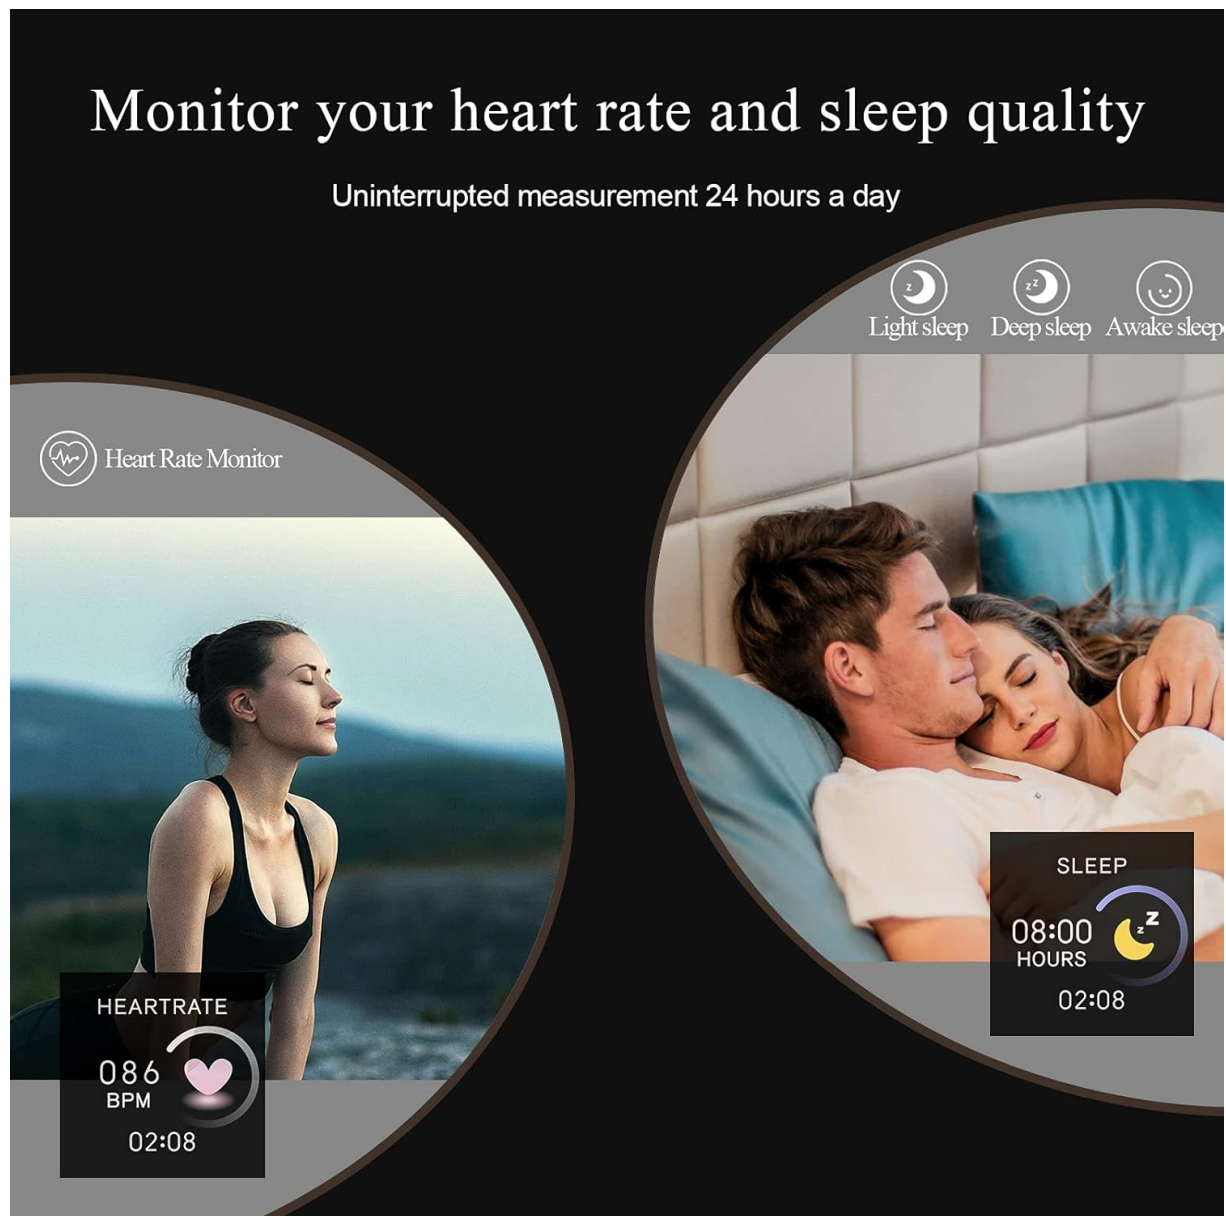 Monitor your heart rate and sleep quality
Uninterrupted measurement 24 hours a day
Light sleep
Deep sleep
Awake sleep
Heart Rate Monitor
SLEEP
08:00
HOURS
02:08
HEARTRATE
086
BPM
02:08